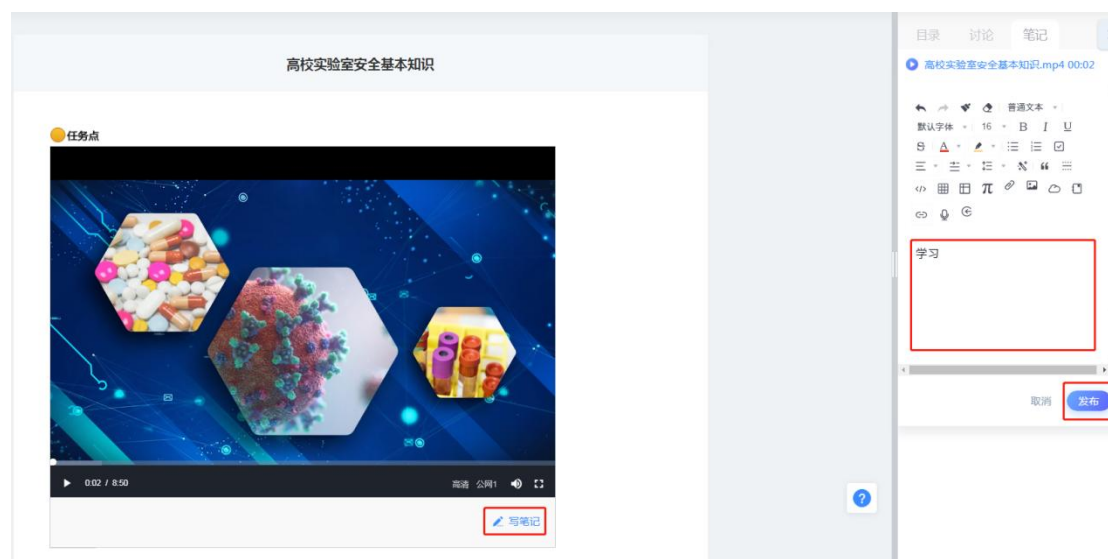 高校实验室安全基本知识
任务点
0:02 / 8:50
高清 公网1
写笔记
目录 讨论 笔记
高校实验室安全基本知识.mp4 00:02
普通文本
默认字体 16 B I U
S A
学习
取消 发布